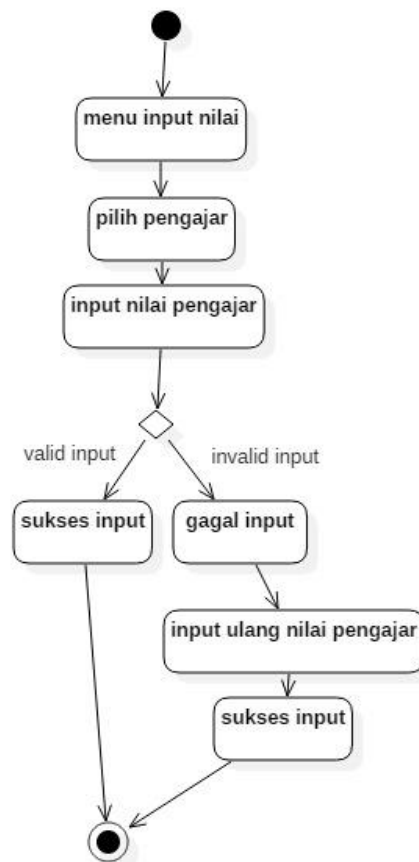 menu input nilai
pilih pengajar
input nilai pengajar
valid input
invalid input
sukses input
gagal input
input ulang nilai pengajar
sukses input